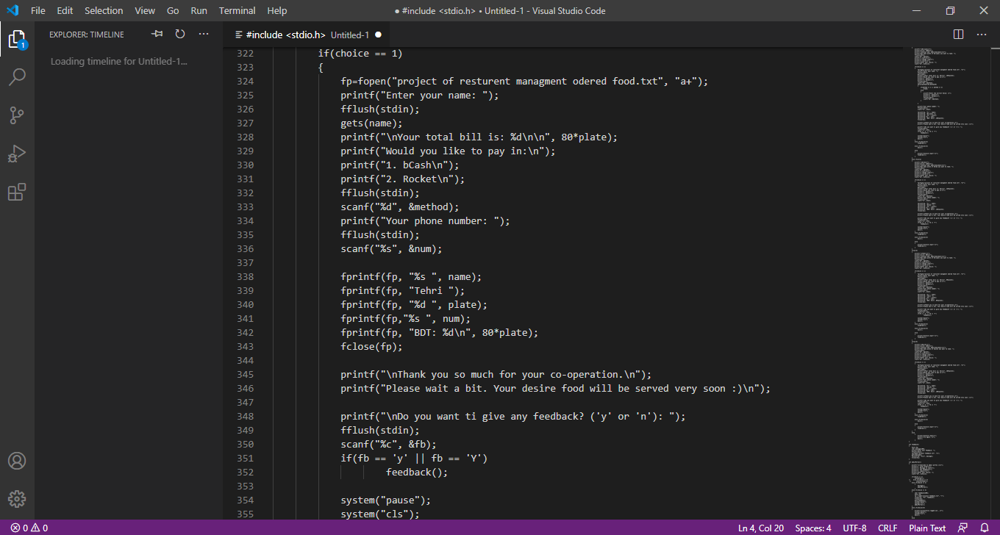 File Edit Selection View Go Run Terminal Help
● #include <stdio.h> • Untitled-1 - Visual Studio Code
EXPLORER: TIMELINE
#include <stdio.h> Untitled-1 ●
1
Loading timeline for Untitled-1...
322 if(choice == 1)
323 {
324 fp=fopen("project of resturent managment odered food.txt", "a+");
325 printf("Enter your name: ");
326 fflush(stdin);
327 gets(name);
328 printf("\nYour total bill is: %d\n\n", 80*plate);
329 printf("Would you like to pay in:\n");
330 printf("1. bCash\n");
331 printf("2. Rocket\n");
332 fflush(stdin);
333 scanf("%d", &method);
334 printf("Your phone number: ");
335 fflush(stdin);
336 scanf("%s", &num);
337
338 fprintf(fp, "%s ", name);
339 fprintf(fp, "Tehri ");
340 fprintf(fp, "%d ", plate);
341 fprintf(fp,"%s ", num);
342 fprintf(fp, "BDT: %d\n", 80*plate);
343 fclose(fp);
344
345 printf("\nThank you so much for your co-operation.\n");
346 printf("Please wait a bit. Your desire food will be served very soon :)\n");
347
348 printf("\nDo you want ti give any feedback? ('y' or 'n'): ");
349 fflush(stdin);
350 scanf("%c", &fb);
351 if(fb == 'y' || fb == 'Y')
352 feedback();
353
354 system("pause");
355 system("cls");
0 0
Ln 4, Col 20 Spaces: 4 UTF-8 CRLF Plain Text